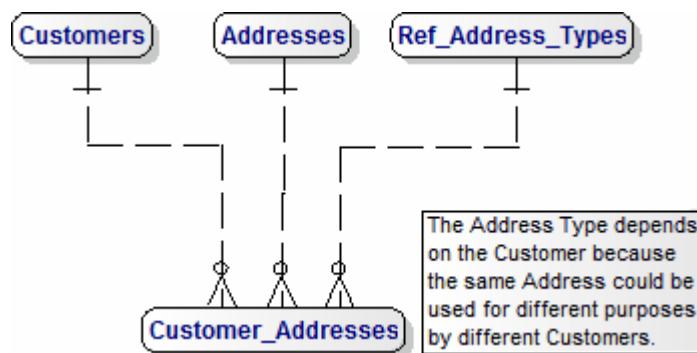 Customers
Addresses
Ref_Address_Types
The Address Type depends
on the Customer because
the same Address could be
used for different purposes
by different Customers.
Customer_Addresses